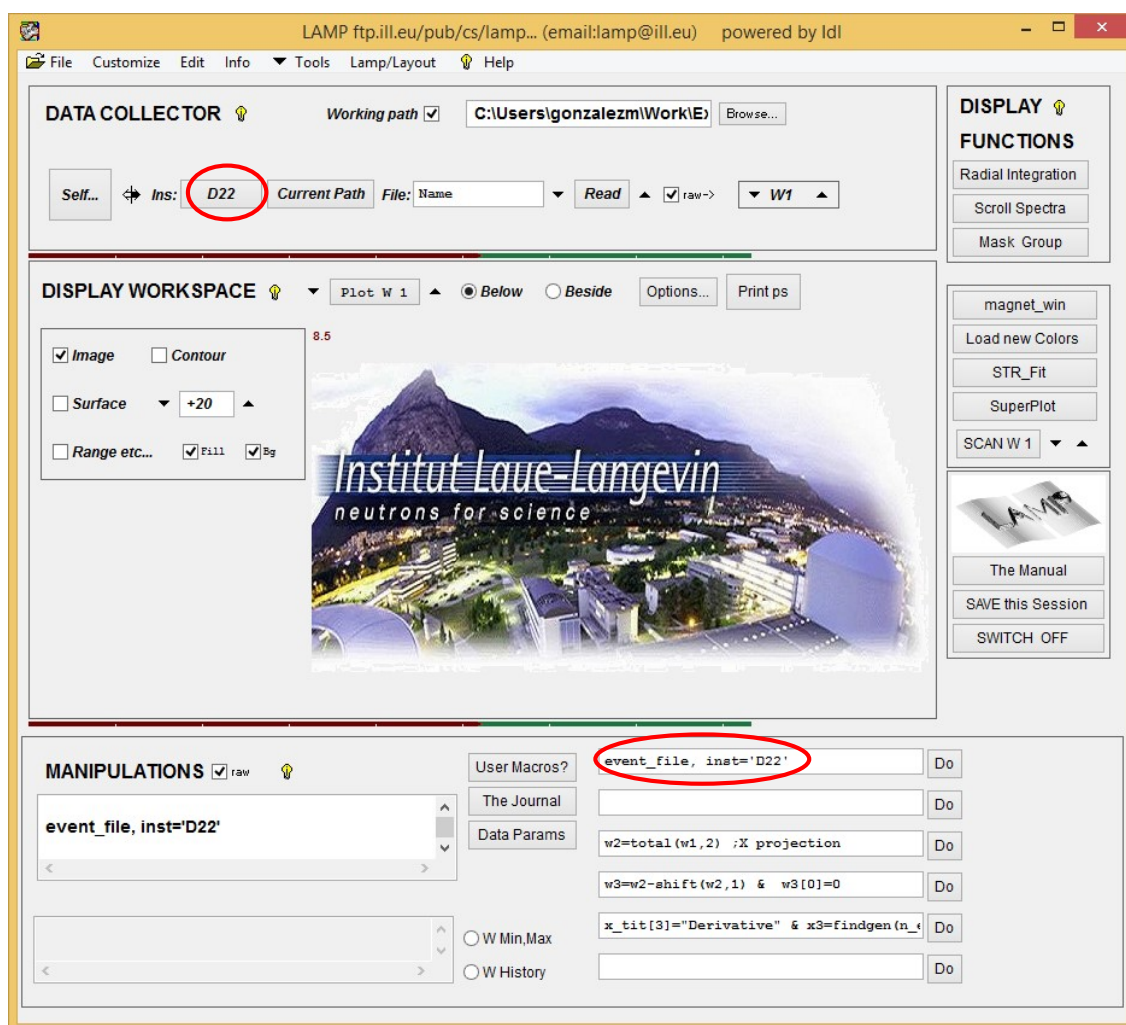 LAMP ftp.ill.eu/pub/cs/lamp... (email:lamp@ill.eu) powered by Idl
File Customize Edit Info Tools Lamp/Layout Help
DATA COLLECTOR Working path C:\Users\gonzalezm\Work\E Browse...
Self... Ins: D22 Current Path File: Name Read raw-> W1
DISPLAY
FUNCTIONS
Radial Integration
Scroll Spectra
Mask Group
DISPLAY WORKSPACE Plot W 1 Below Beside Options... Print ps
8.5
Image Contour
Surface +20
Range etc... Fill Bg
Institut Laue-Langevin
neutrons for science
magnet_win
Load new Colors
STR_Fit
SuperPlot
SCAN W 1
LAMP
The Manual
SAVE this Session
SWITCH OFF
MANIPULATIONS raw
event_file, inst='D22'
User Macros?
The Journal
Data Params
W Min,Max
W History
event_file, inst='D22' Do
Do
w2=total(w1,2) ;X projection Do
w3=w2-shift(w2,1) & w3[0]=0 Do
x_tit[3]="Derivative" & x3=findgen(n_e Do
Do